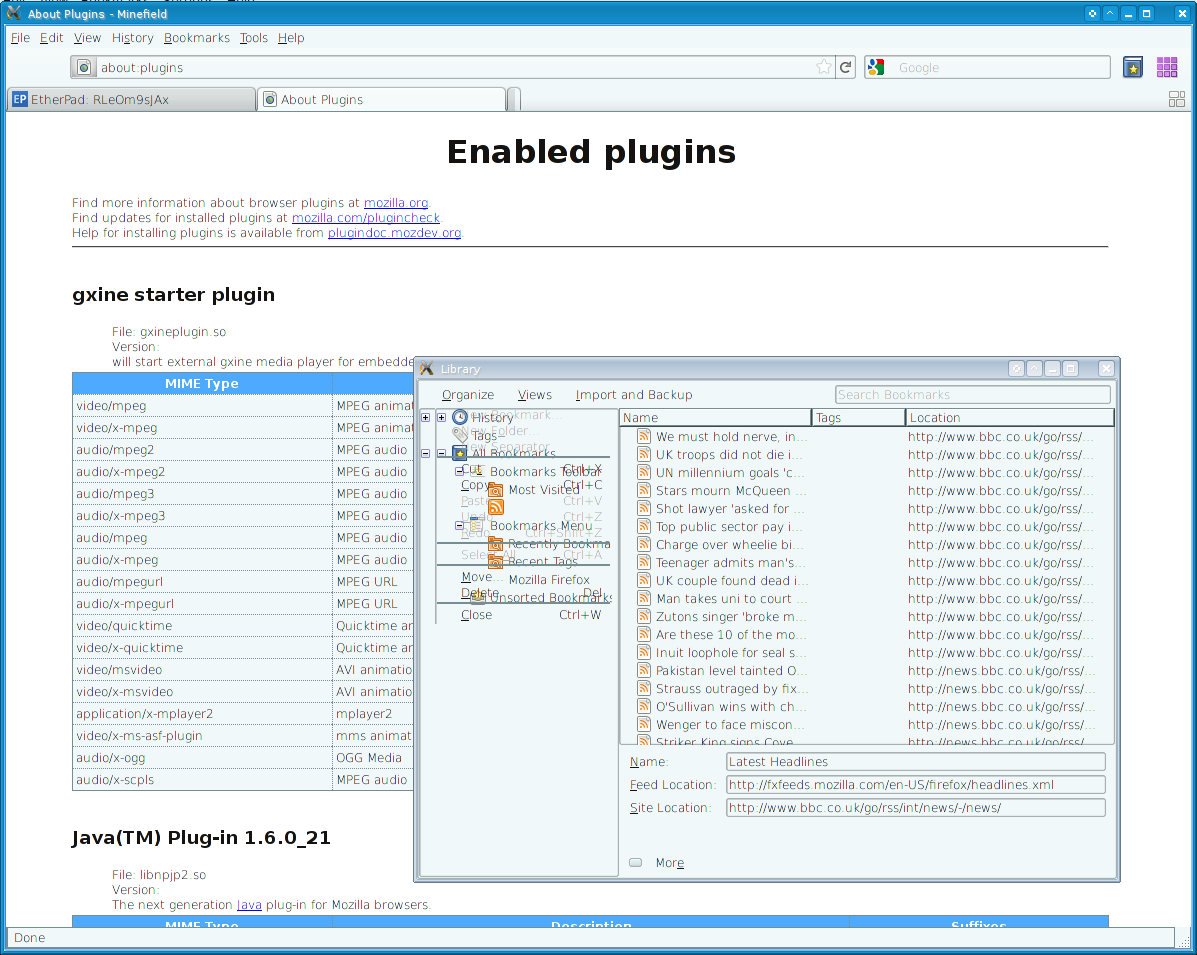 About Plugins - Minefield
File Edit View History Bookmarks Tools Help
about:plugins
Google
EP EtherPad: RLeOm9sJAx
About Plugins
Enabled plugins
Find more information about browser plugins at mozilla.org.
Find updates for installed plugins at mozilla.com/plugincheck.
Help for installing plugins is available from plugindoc.mozdev.org.
gxine starter plugin
File: gxineplugin.so
Version:
will start external gxine media player for embedde
MIME Type
video/mpeg MPEG animat
video/x-mpeg MPEG animat
audio/mpeg2 MPEG audio
audio/x-mpeg2 MPEG audio
audio/mpeg3 MPEG audio
audio/x-mpeg3 MPEG audio
audio/mpeg MPEG audio
audio/x-mpeg MPEG audio
audio/mpegurl MPEG URL
audio/x-mpegurl MPEG URL
video/quicktime Quicktime an
video/x-quicktime Quicktime an
video/msvideo AVI animatio
video/x-msvideo AVI animatio
application/x-mplayer2 mplayer2
video/x-ms-asf-plugin mms animat
audio/x-ogg OGG Media
audio/x-scpls MPEG audio
Java(TM) Plug-in 1.6.0_21
File: libnpjp2.so
Version:
The next generation Java plug-in for Mozilla browsers.
MIME Type Description Suffixes
Done
Library
Organize Views Import and Backup
Search Bookmarks
History
Tags
All Bookmarks
Bookmarks Toolbar
Most Visited
Bookmarks Menu
Recently Bookma
Recent Tags
Mozilla Firefox
Unsorted Bookmarks
Bookmark...
New Folder...
Separator
Cut Ctrl+X
Copy Ctrl+C
Paste Ctrl+V
Undo Ctrl+Z
Redo Ctrl+Shift+Z
Select All Ctrl+A
Move...
Delete Del
Close Ctrl+W
Name Tags Location
We must hold nerve, in... http://www.bbc.co.uk/go/rss/...
UK troops did not die i... http://www.bbc.co.uk/go/rss/...
UN millennium goals 'c... http://www.bbc.co.uk/go/rss/...
Stars mourn McQueen ... http://www.bbc.co.uk/go/rss/...
Shot lawyer 'asked for ... http://www.bbc.co.uk/go/rss/...
Top public sector pay i... http://www.bbc.co.uk/go/rss/...
Charge over wheelie bi... http://www.bbc.co.uk/go/rss/...
Teenager admits man's... http://www.bbc.co.uk/go/rss/...
UK couple found dead i... http://www.bbc.co.uk/go/rss/...
Man takes uni to court ... http://www.bbc.co.uk/go/rss/...
Zutons singer 'broke m... http://www.bbc.co.uk/go/rss/...
Are these 10 of the mo... http://www.bbc.co.uk/go/rss/...
Inuit loophole for seal s... http://www.bbc.co.uk/go/rss/...
Pakistan level tainted O... http://news.bbc.co.uk/go/rss/...
Strauss outraged by fix... http://news.bbc.co.uk/go/rss/...
O'Sullivan wins with ch... http://news.bbc.co.uk/go/rss/...
Wenger to face miscon... http://news.bbc.co.uk/go/rss/...
Striker King signs Cove... http://news.bbc.co.uk/go/rss/...
Name: Latest Headlines
Feed Location: http://fxfeeds.mozilla.com/en-US/firefox/headlines.xml
Site Location: http://www.bbc.co.uk/go/rss/int/news/-/news/
More